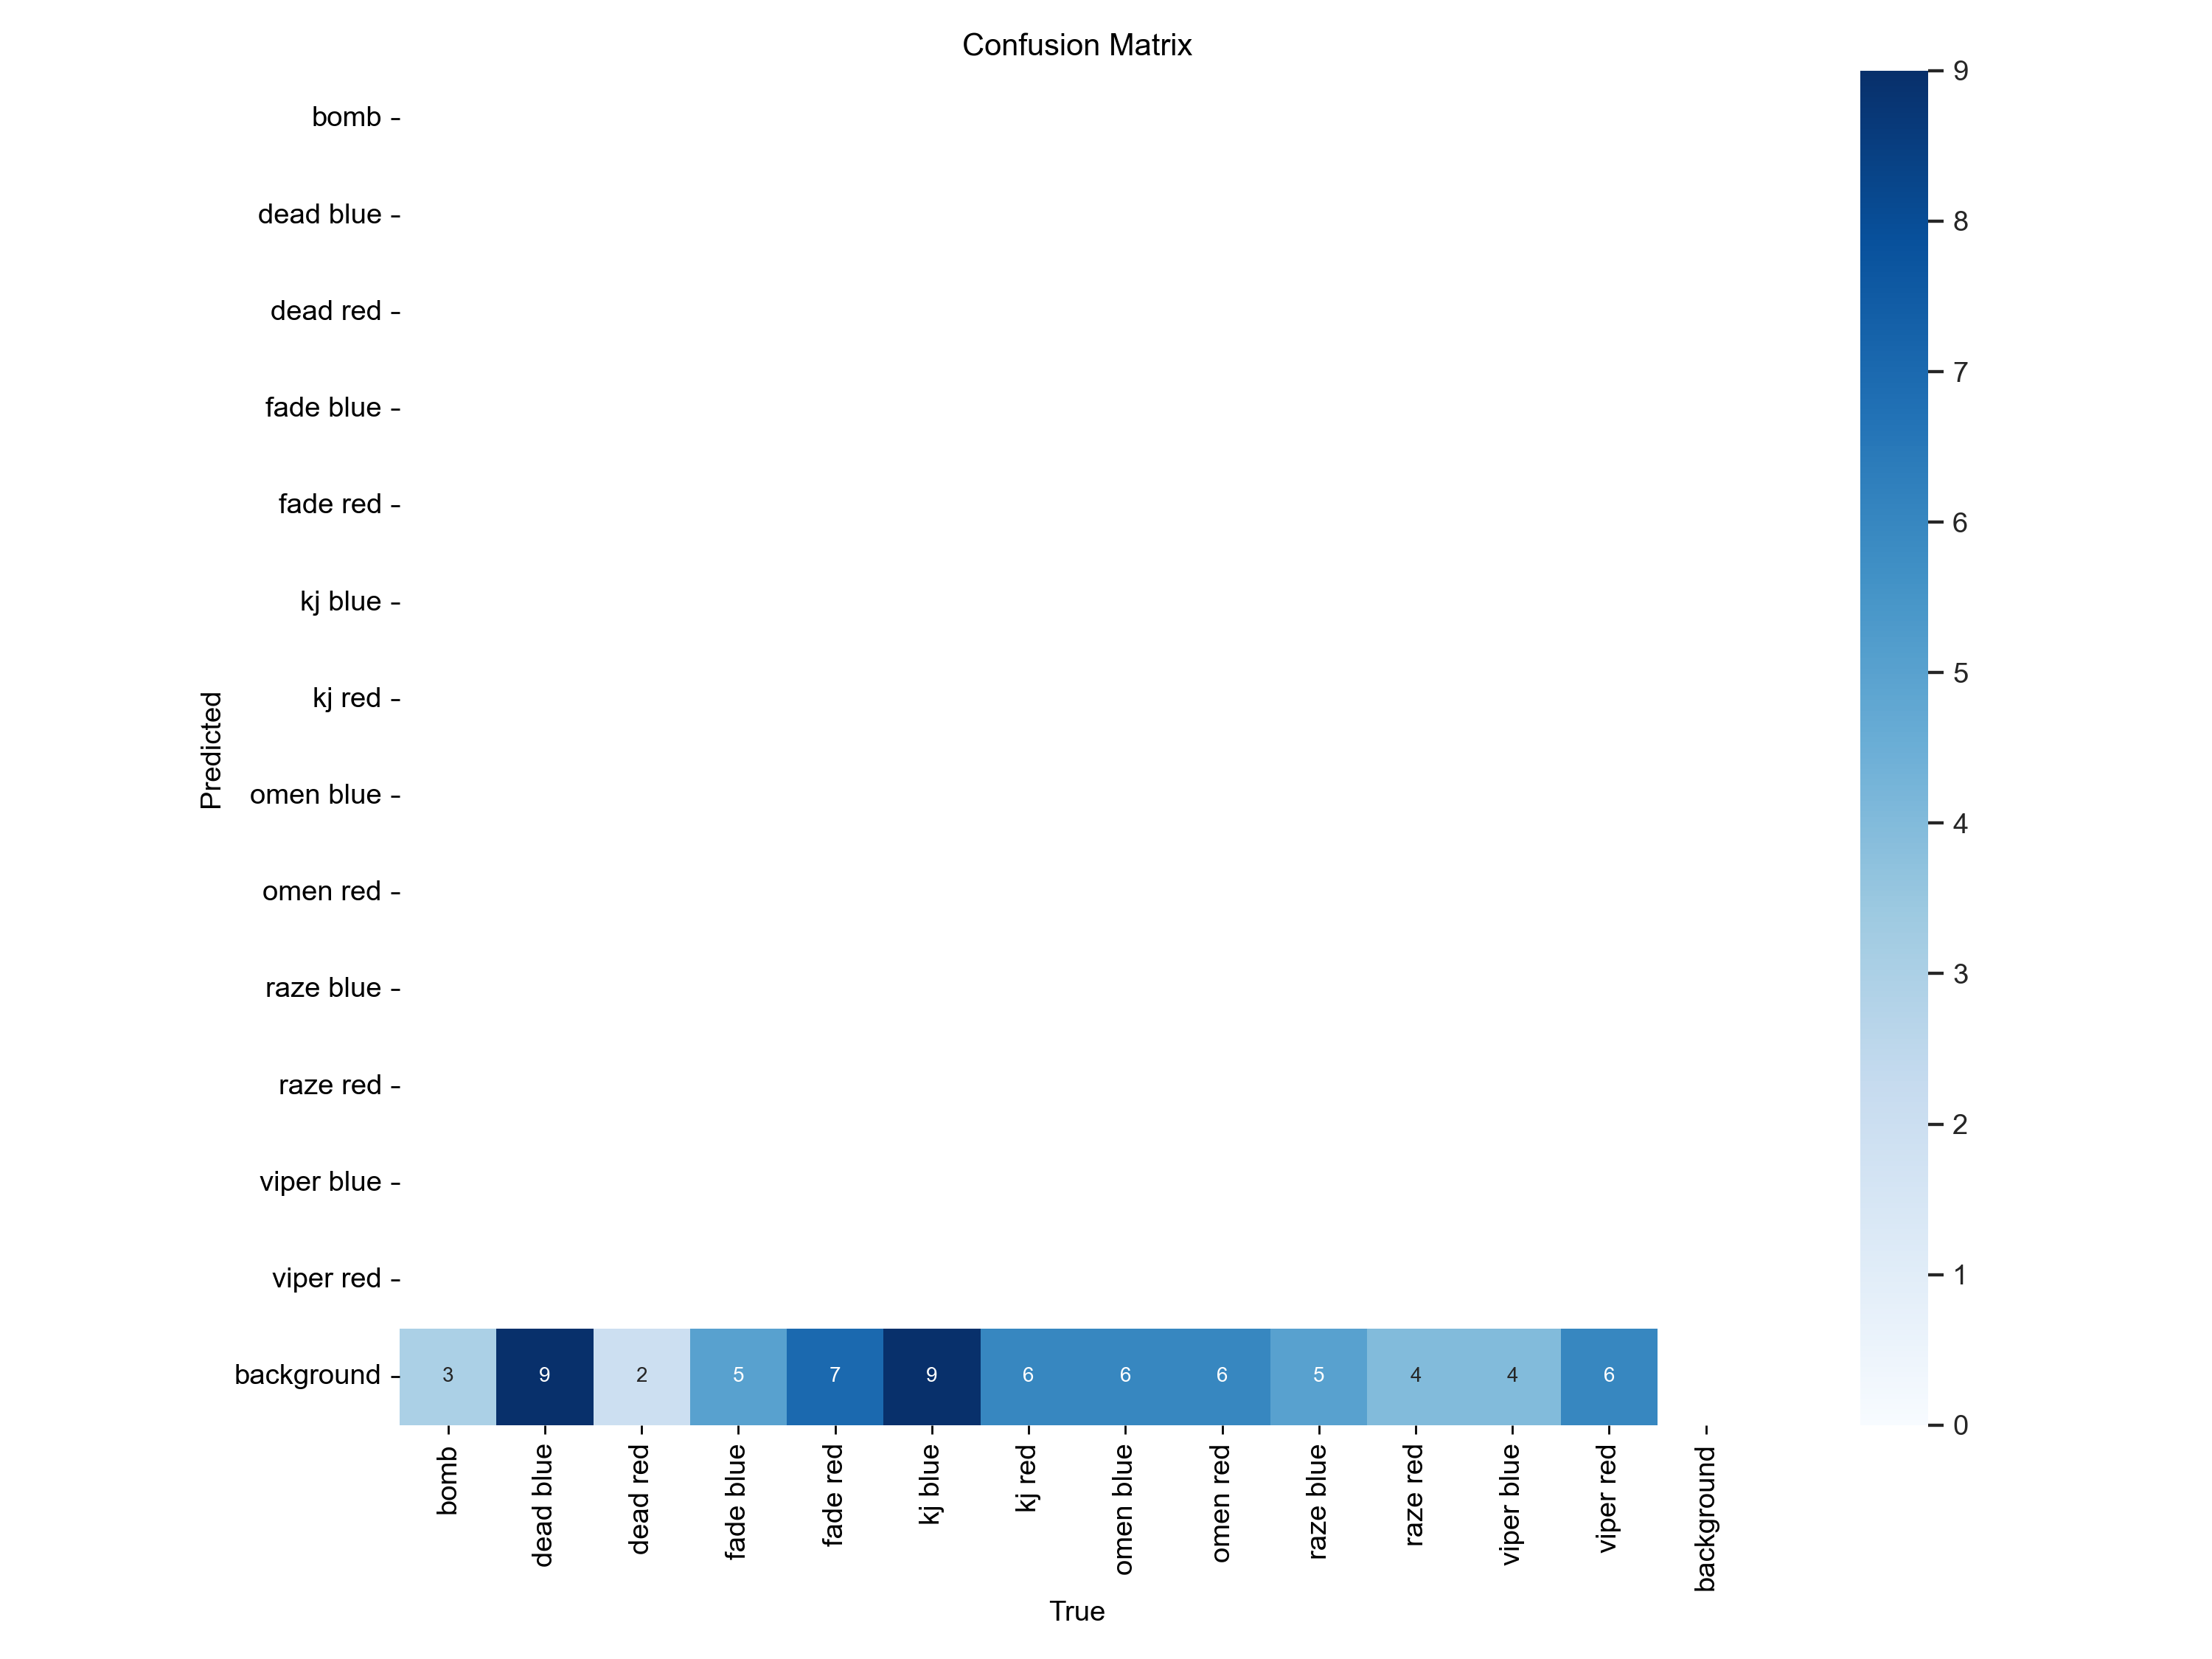 Confusion Matrix
bomb
dead blue
dead red
fade blue
fade red
kj blue
kj red
omen blue
omen red
raze blue
raze red
viper blue
viper red
background
Predicted
3 9 2 5 7 9 6 6 6 5 4 4 6
bomb
dead blue
dead red
fade blue
fade red
kj blue
kj red
omen blue
omen red
raze blue
raze red
viper blue
viper red
background
True
9
8
7
6
5
4
3
2
1
0